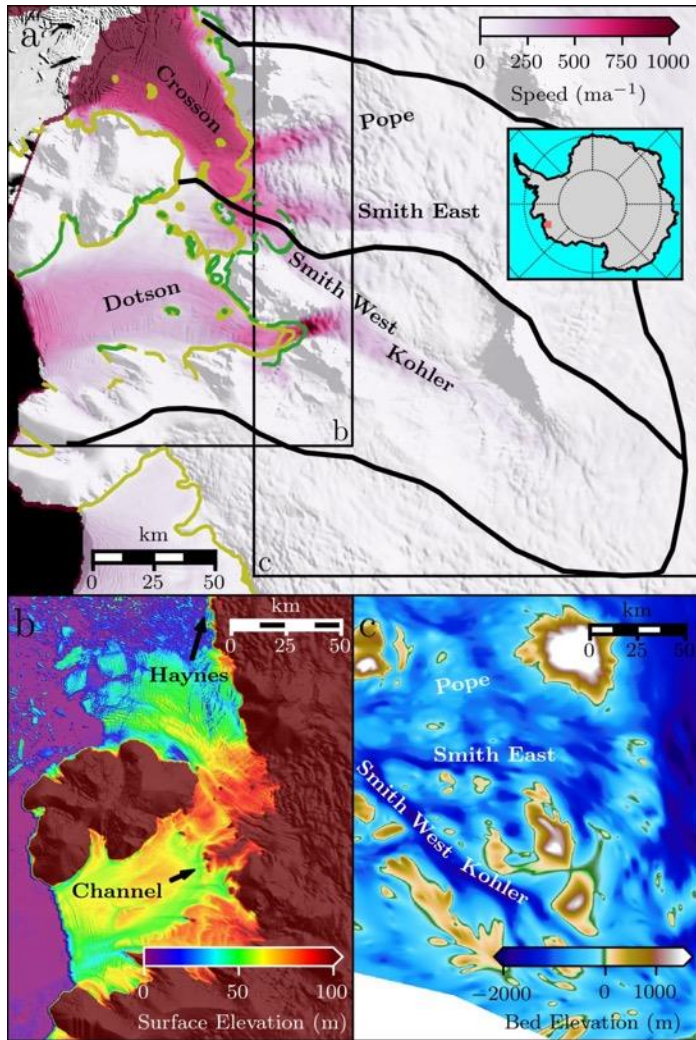 a
Crosson
0 250 500 750 1000
Speed (ma⁻¹)
Pope
Smith East
Smith West
Kohler
Dotson
b
c
km
0 25 50
b
Haynes
km
0 25 50
Channel
0 50 100
Surface Elevation (m)
c
km
0 25 50
Pope
Smith East
Smith West
Kohler
−2000 0 1000
Bed Elevation (m)